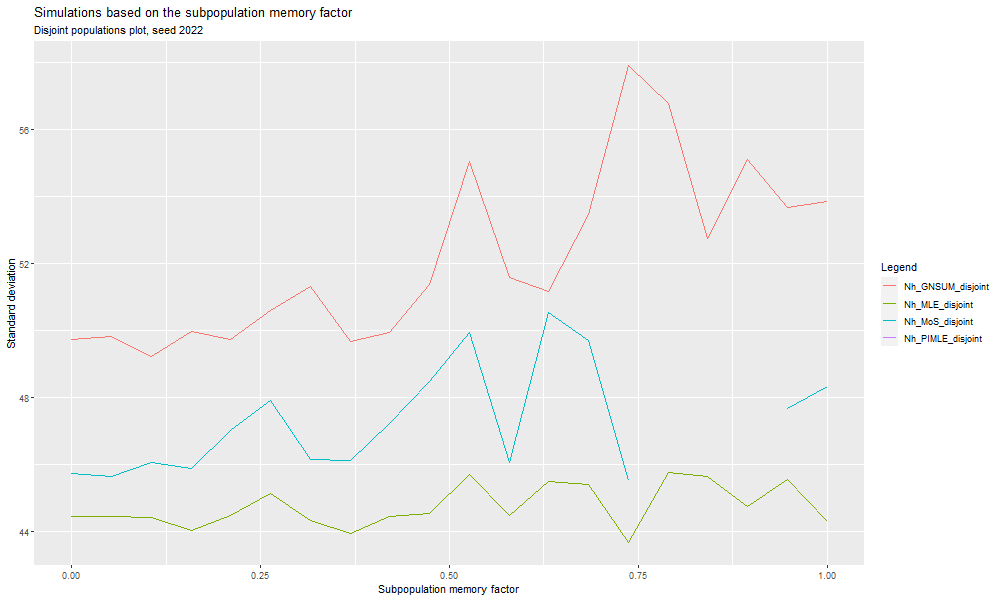 Simulations based on the subpopulation memory factor
Disjoint populations plot, seed 2022
Standard deviation
56
52
48
44
0.00
0.25
0.50
0.75
1.00
Subpopulation memory factor
Legend
Nh_GNSUM_disjoint
Nh_MLE_disjoint
Nh_MoS_disjoint
Nh_PIMLE_disjoint